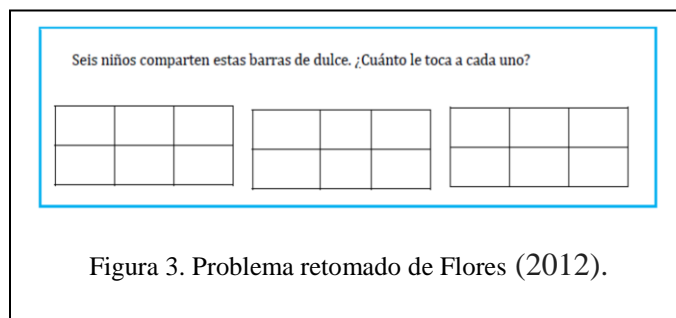 Seis niños comparten estas barras de dulce. ¿Cuánto le toca a cada uno?
Figura 3. Problema retomado de Flores (2012).